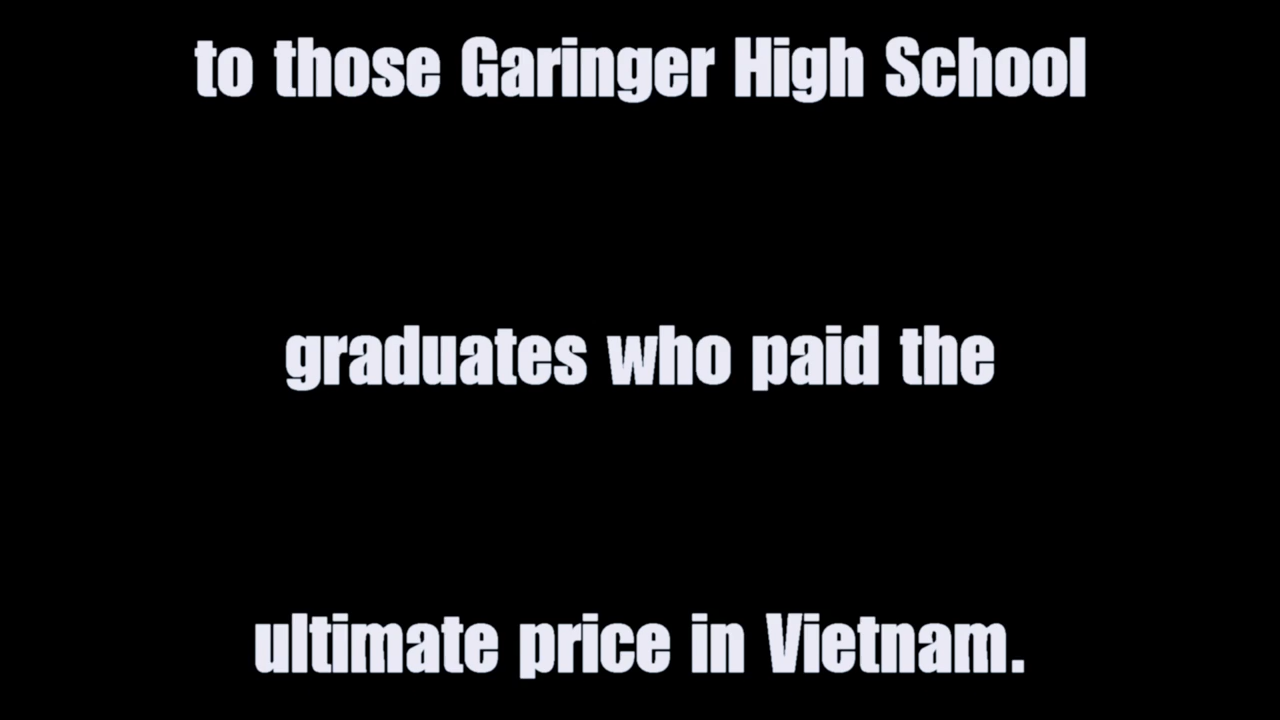 to those Garinger High School
graduates who paid the
ultimate price in Vietnam.